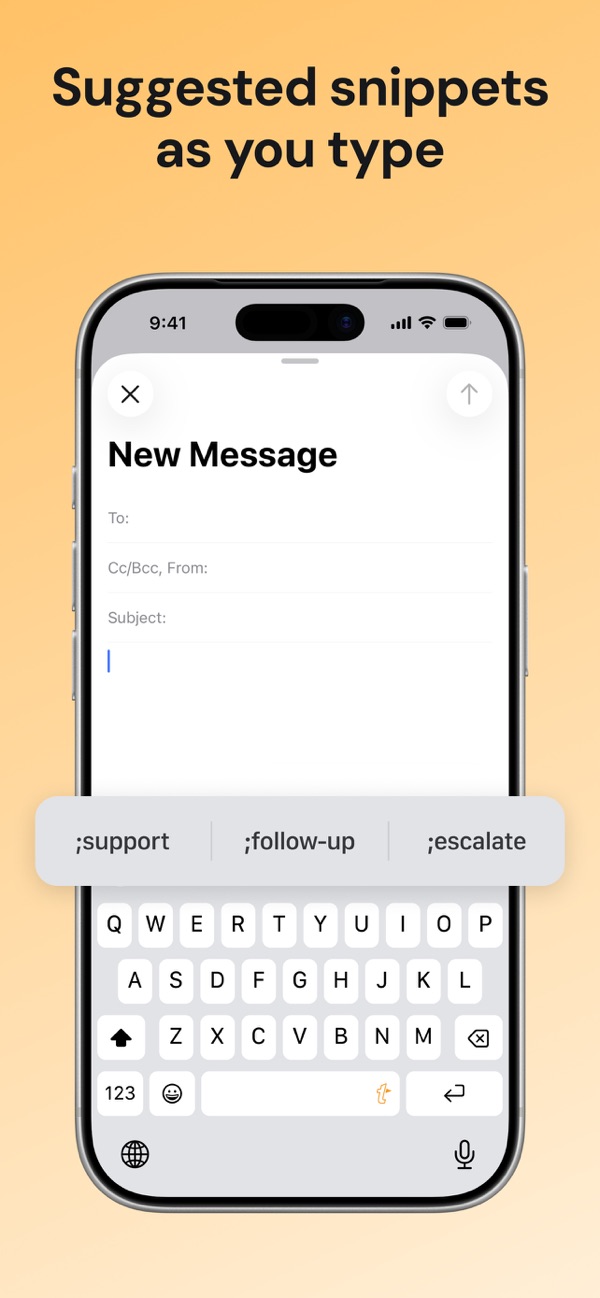 Suggested snippets
as you type
9:41
New Message
To:
Cc/Bcc, From:
Subject:
;support ;follow-up ;escalate
Q W E R T Y U I O P
A S D F G H J K L
Z X C V B N M
123 t